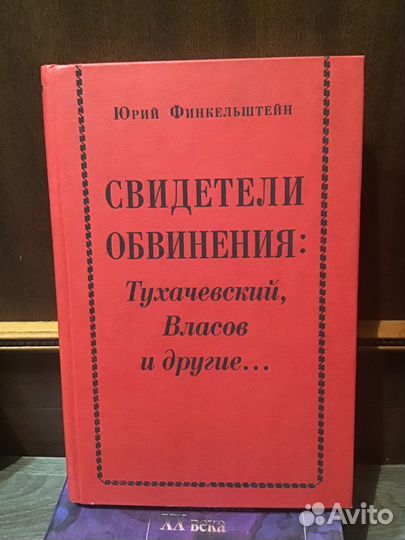 Юрий Финкельштейн
СВИДЕТЕЛИ
ОБВИНЕНИЯ:
Тухачевский,
Власов
и другие...
XX века
Avito